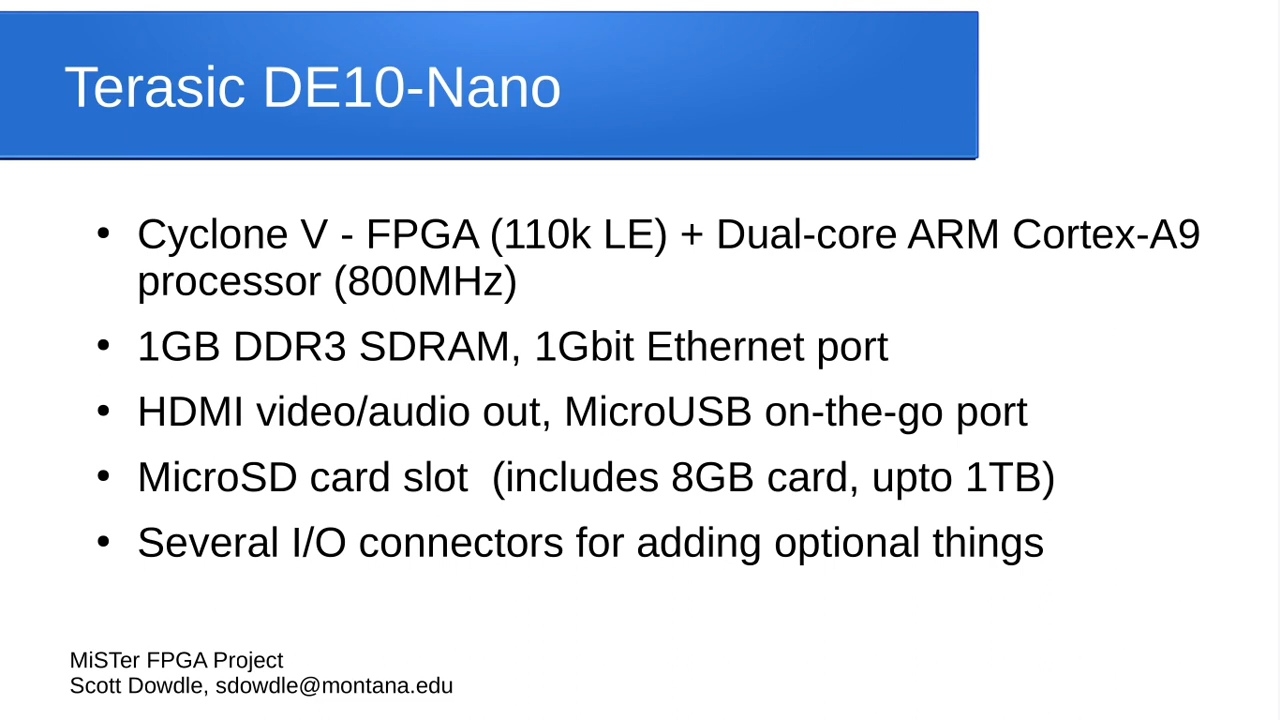 Terasic DE10-Nano
• Cyclone V - FPGA (110k LE) + Dual-core ARM Cortex-A9
processor (800MHz)
• 1GB DDR3 SDRAM, 1Gbit Ethernet port
• HDMI video/audio out, MicroUSB on-the-go port
• MicroSD card slot  (includes 8GB card, upto 1TB)
• Several I/O connectors for adding optional things
MiSTer FPGA Project
Scott Dowdle, sdowdle@montana.edu